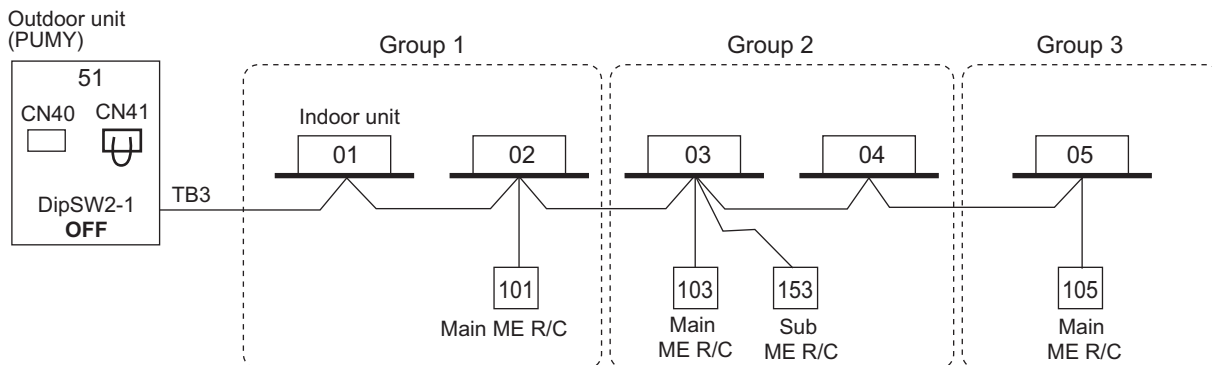 Outdoor unit
(PUMY)
51
CN40 CN41
DipSW2-1
OFF
TB3
Group 1 Group 2 Group 3
Indoor unit
01 02 03 04 05
101 103 153 105
Main ME R/C
Main
ME R/C
Sub
ME R/C
Main
ME R/C